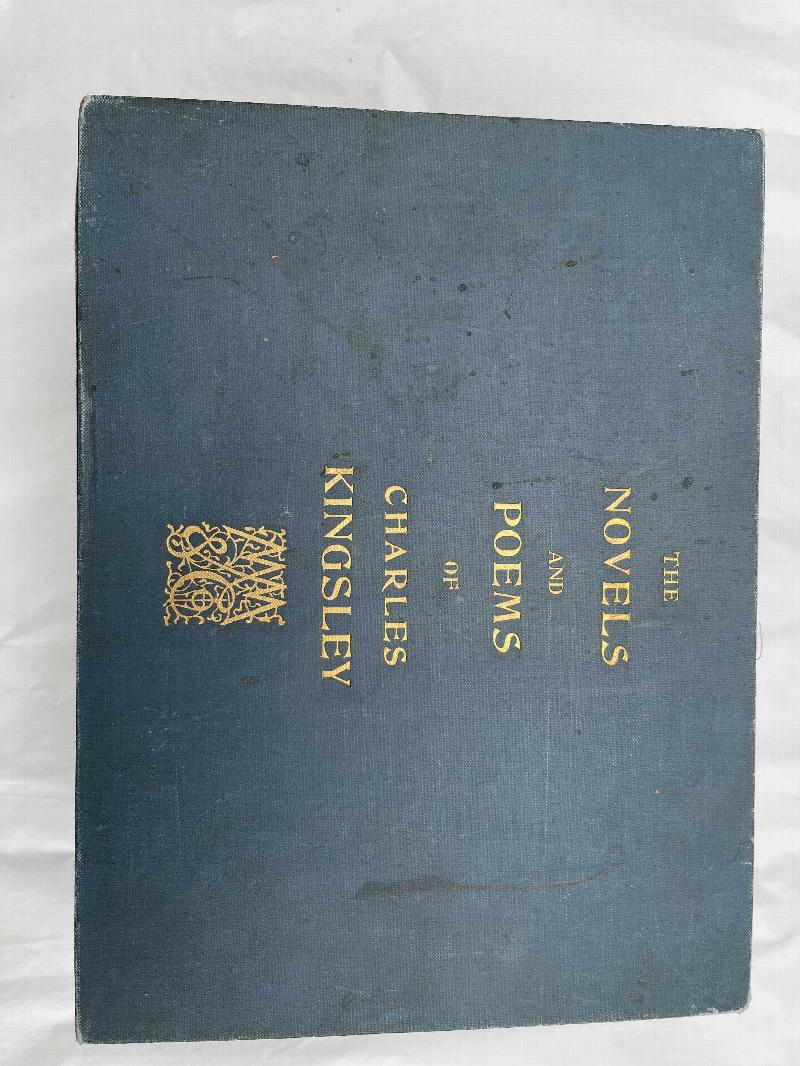 THE
NOVELS
AND
POEMS
OF
CHARLES
KINGSLEY